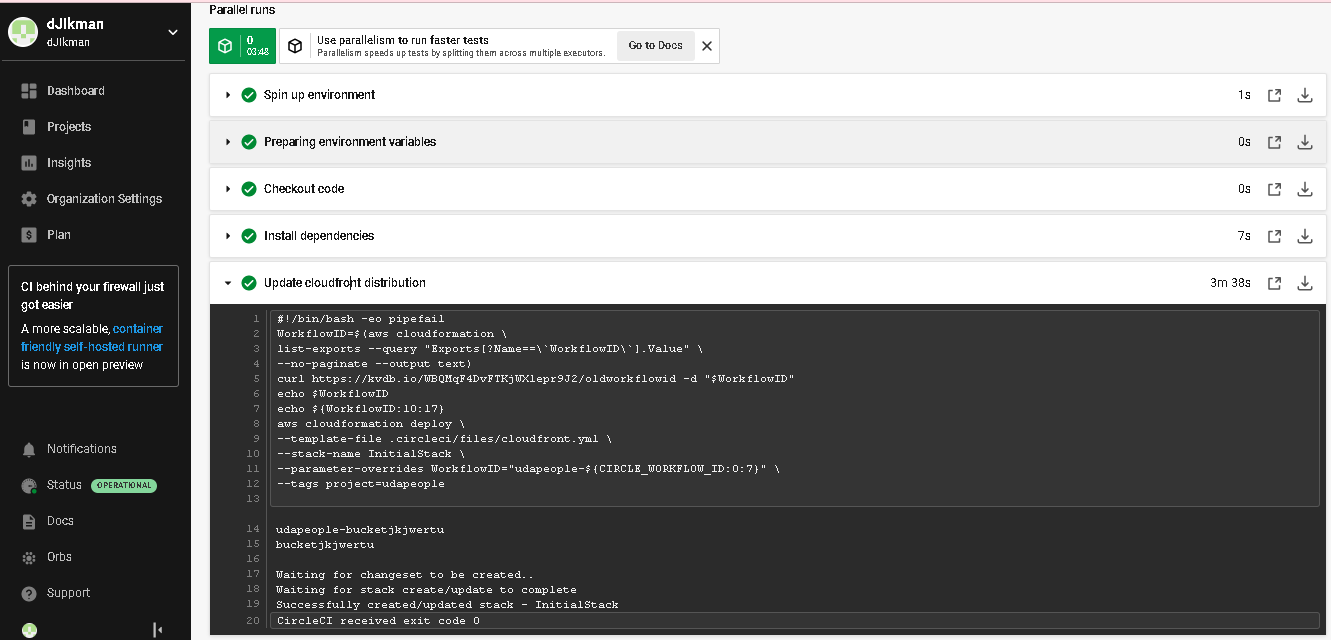 Parallel runs
dJIkman
dJIkman
0
03:48
Use parallelism to run faster tests
Parallelism speeds up tests by splitting them across multiple executors.
Go to Docs
Dashboard
Projects
Insights
Organization Settings
Plan
CI behind your firewall just
got easier
A more scalable, container
friendly self-hosted runner
is now in open preview
Notifications
Status OPERATIONAL
Docs
Orbs
Support
Spin up environment 1s
Preparing environment variables 0s
Checkout code 0s
Install dependencies 7s
Update cloudfront distribution 3m 38s
1 #!/bin/bash -eo pipefail
2 WorkflowID=$(aws cloudformation \
3 list-exports --query "Exports[?Name==\`WorkflowID\`].Value" \
4 --no-paginate --output text)
5 curl https://kvdb.io/WBQMqF4DvFTKjWXlepr9J2/oldworkflowid -d "$WorkflowID"
6 echo $WorkflowID
7 echo ${WorkflowID:10:17}
8 aws cloudformation deploy \
9 --template-file .circleci/files/cloudfront.yml \
10 --stack-name InitialStack \
11 --parameter-overrides WorkflowID="udapeople-${CIRCLE_WORKFLOW_ID:0:7}" \
12 --tags project=udapeople
13
14 udapeople-bucketjkjwertu
15 bucketjkjwertu
16
17 Waiting for changeset to be created..
18 Waiting for stack create/update to complete
19 Successfully created/updated stack - InitialStack
20 CircleCI received exit code 0